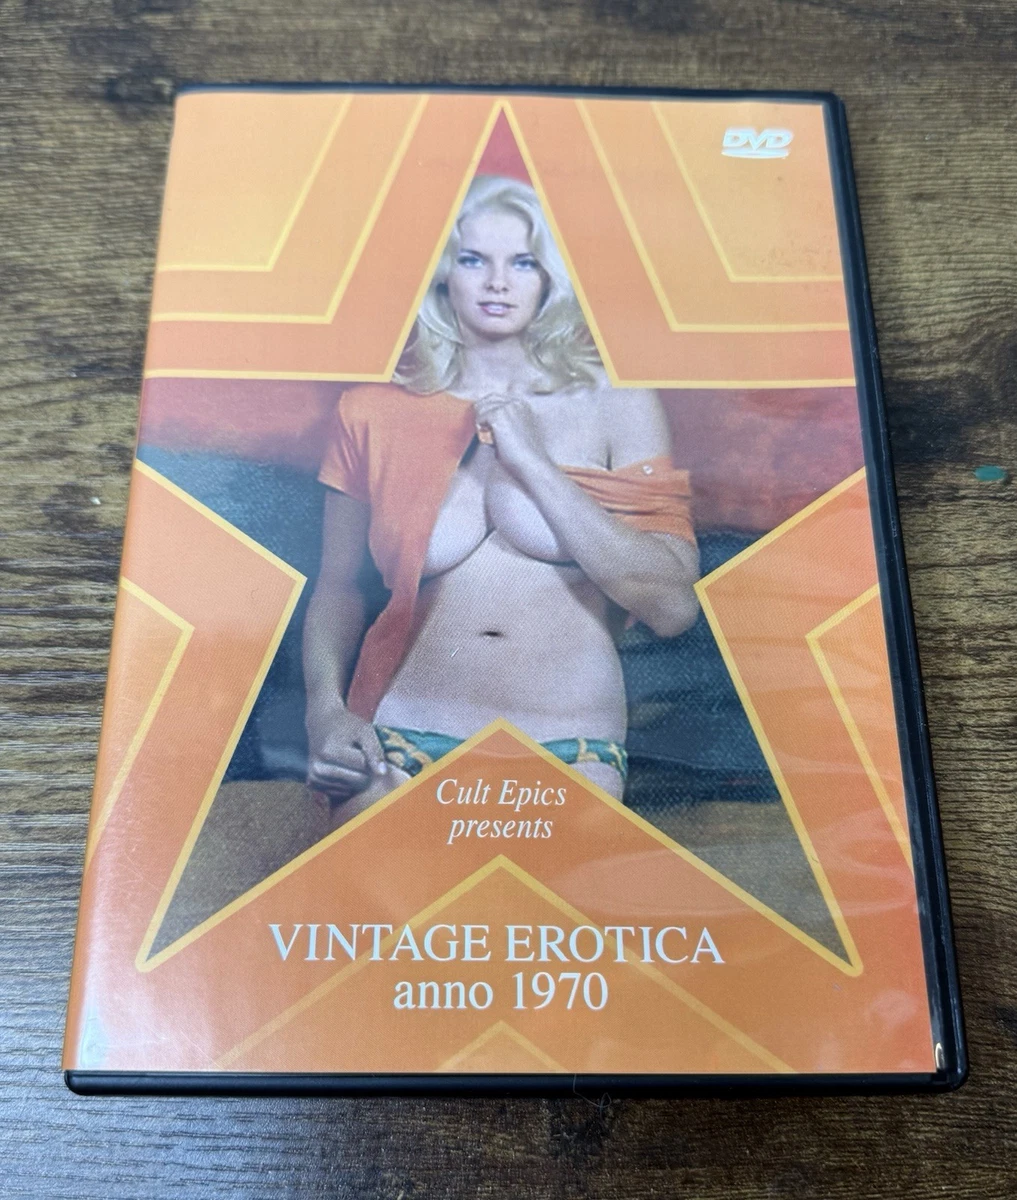 DVD
Cult Epics
presents
VINTAGE EROTICA
anno 1970